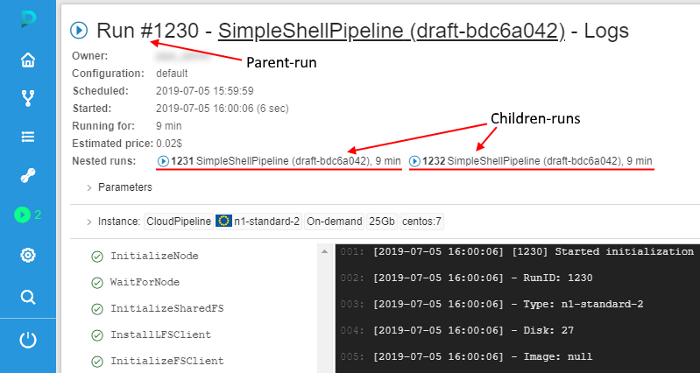 Run #1230 - SimpleShellPipeline (draft-bdc6a042) - Logs
Parent-run
Owner:
Configuration: default
Scheduled: 2019-07-05 15:59:59
Started: 2019-07-05 16:00:06 (6 sec)
Running for: 9 min
Estimated price: 0.02$
Children-runs
Nested runs: 1231 SimpleShellPipeline (draft-bdc6a042), 9 min 1232 SimpleShellPipeline (draft-bdc6a042), 9 min
> Parameters
> Instance: CloudPipeline n1-standard-2 On-demand 25Gb centos:7
2
InitializeNode
WaitForNode
InitializeSharedFS
InstallLFSClient
InitializeFSClient
001: [2019-07-05 16:00:06] [1230] Started initialization
002: [2019-07-05 16:00:06] - RunID: 1230
003: [2019-07-05 16:00:06] - Type: n1-standard-2
004: [2019-07-05 16:00:06] - Disk: 27
005: [2019-07-05 16:00:06] - Image: null